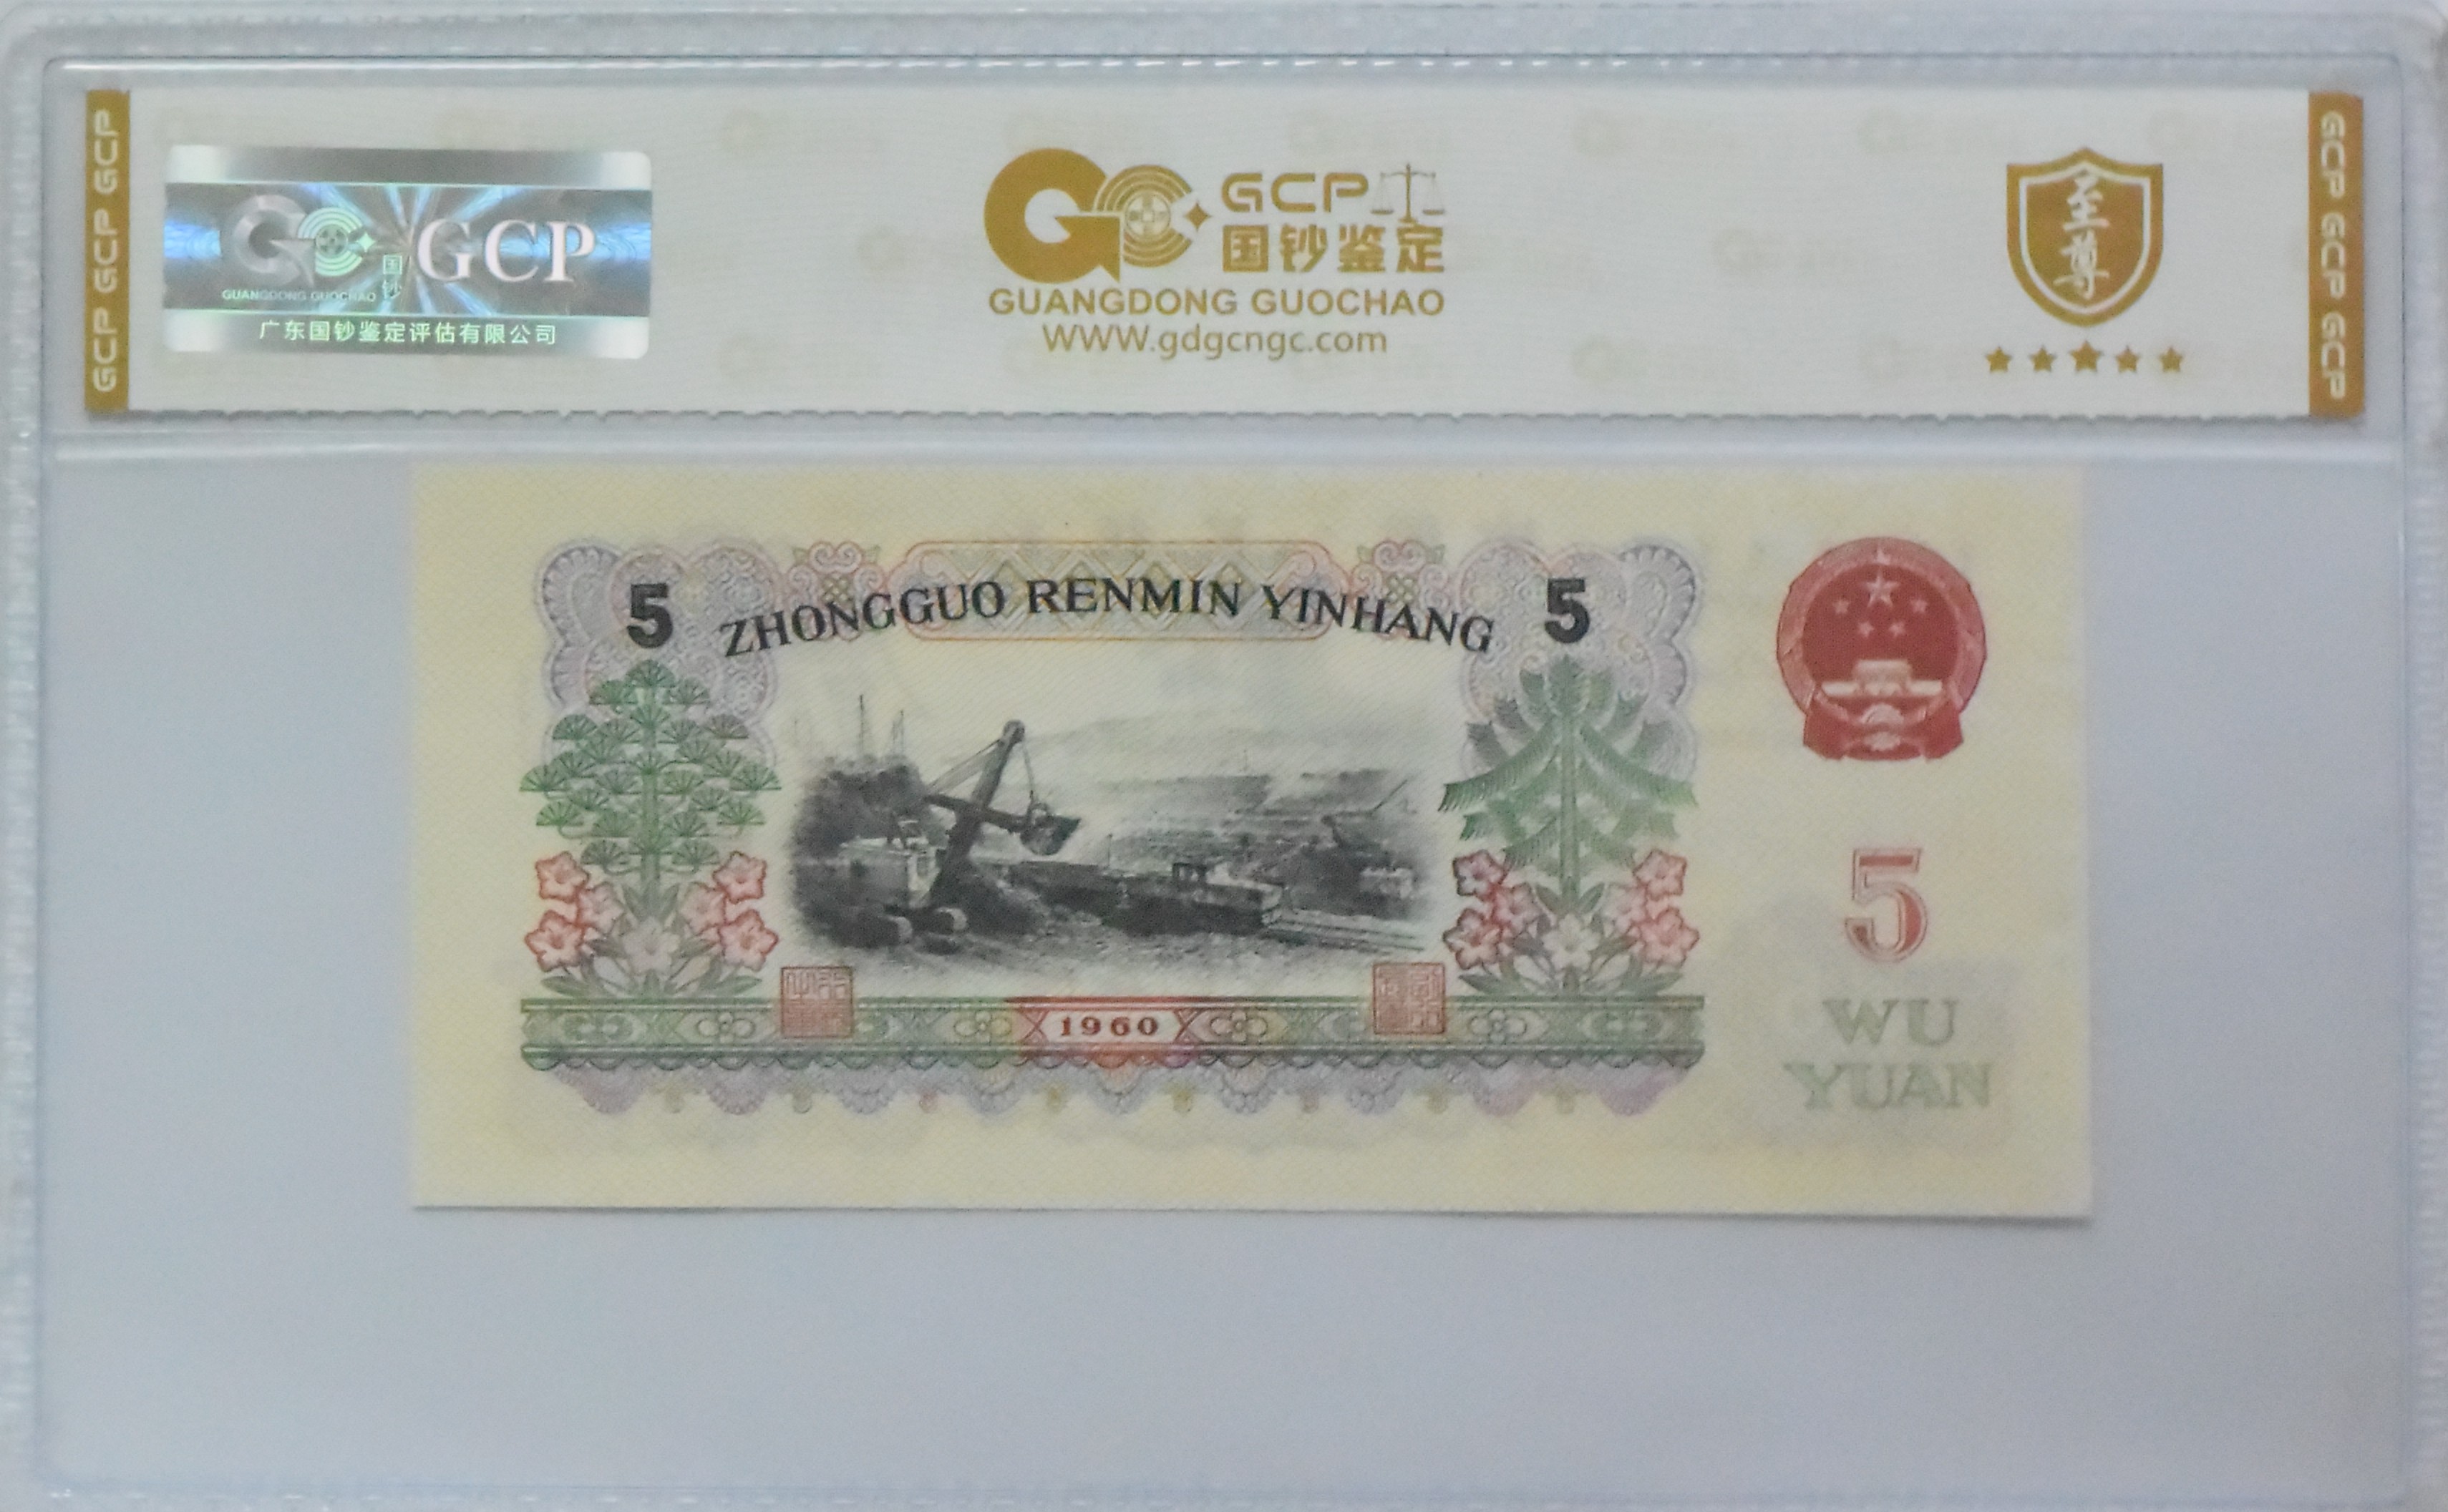 GCP GCP GCP
国钞
GCP
GUANGDONG GUOCHAO
广东国钞鉴定评估有限公司
GCP
国钞鉴定
GUANGDONG GUOCHAO
WWW.gdgcngc.com
至尊
GCP GCP GCP
5 ZHONGGUO RENMIN YINHANG 5
1960
5
WU
YUAN